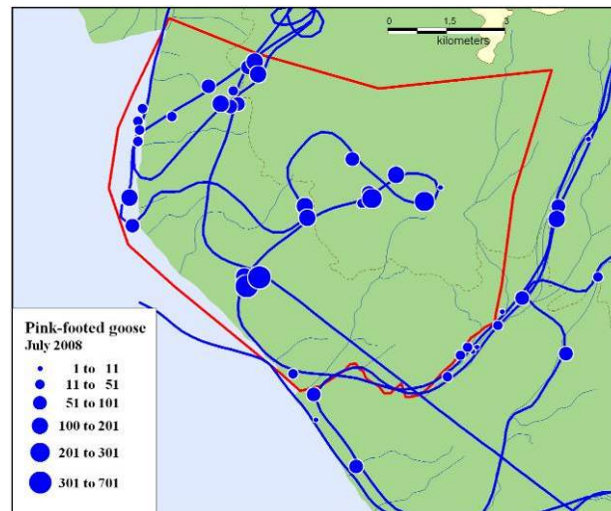 0 1.5 3
kilometers
Pink-footed goose
July 2008
1 to 11
11 to 51
51 to 101
100 to 201
201 to 301
301 to 701